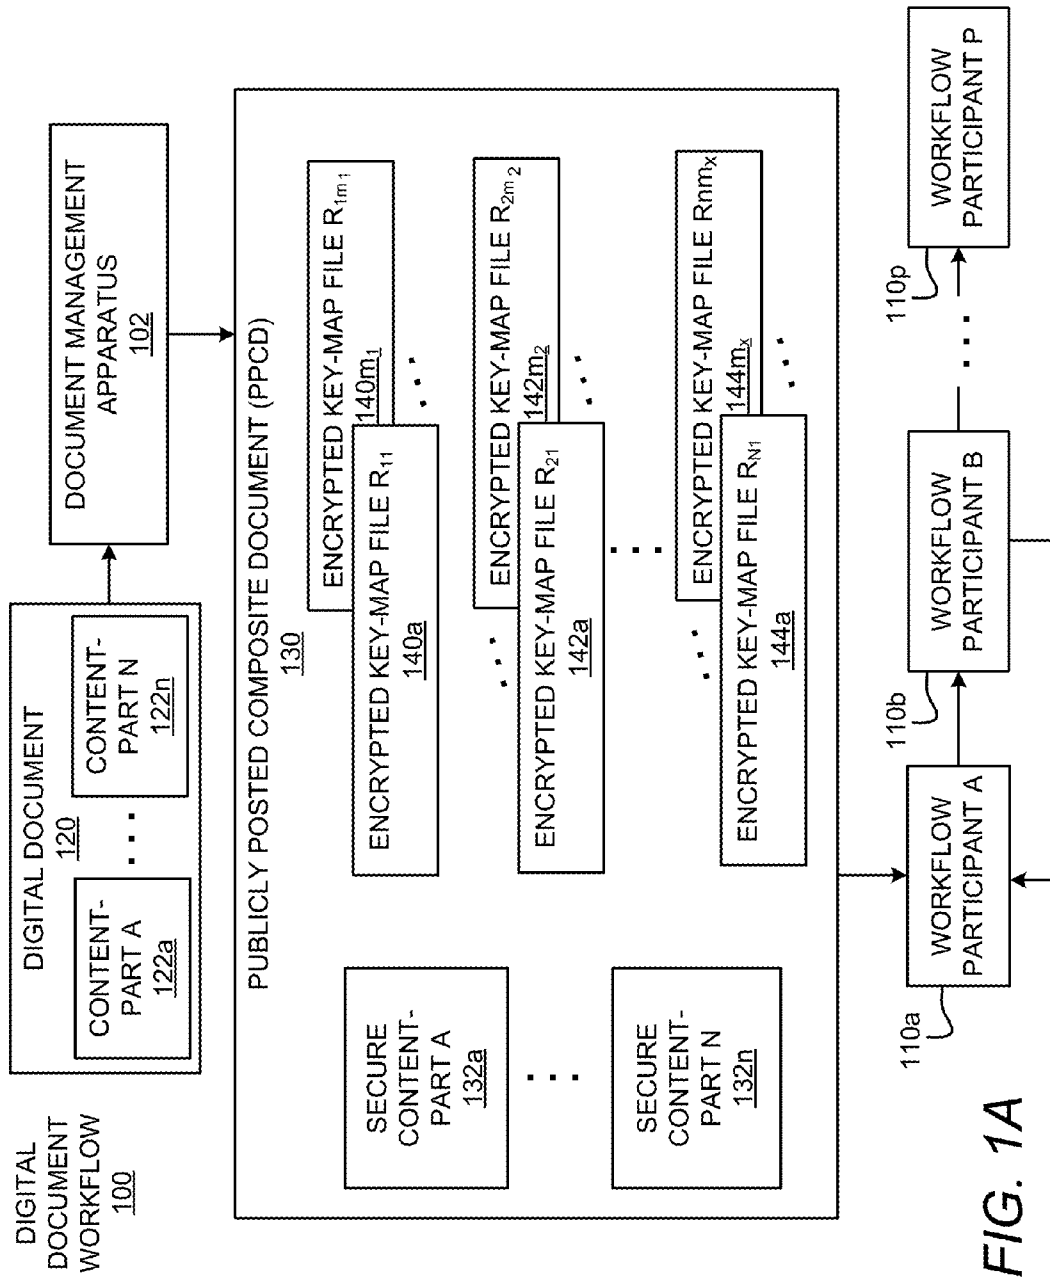 DIGITAL
DOCUMENT
WORKFLOW
100
DIGITAL DOCUMENT
120
CONTENT-
PART A
122a
CONTENT-
PART N
122n
DOCUMENT MANAGEMENT
APPARATUS
102
PUBLICLY POSTED COMPOSITE DOCUMENT (PPCD)
130
SECURE
CONTENT-
PART A
132a
SECURE
CONTENT-
PART N
132n
ENCRYPTED KEY-MAP FILE R1m1
140m1
ENCRYPTED KEY-MAP FILE R11
140a
ENCRYPTED KEY-MAP FILE R2m2
142m2
ENCRYPTED KEY-MAP FILE R21
142a
ENCRYPTED KEY-MAP FILE Rnmx
144mx
ENCRYPTED KEY-MAP FILE RN1
144a
WORKFLOW
PARTICIPANT A
110a
WORKFLOW
PARTICIPANT B
110b
WORKFLOW
PARTICIPANT P
110p
FIG. 1A